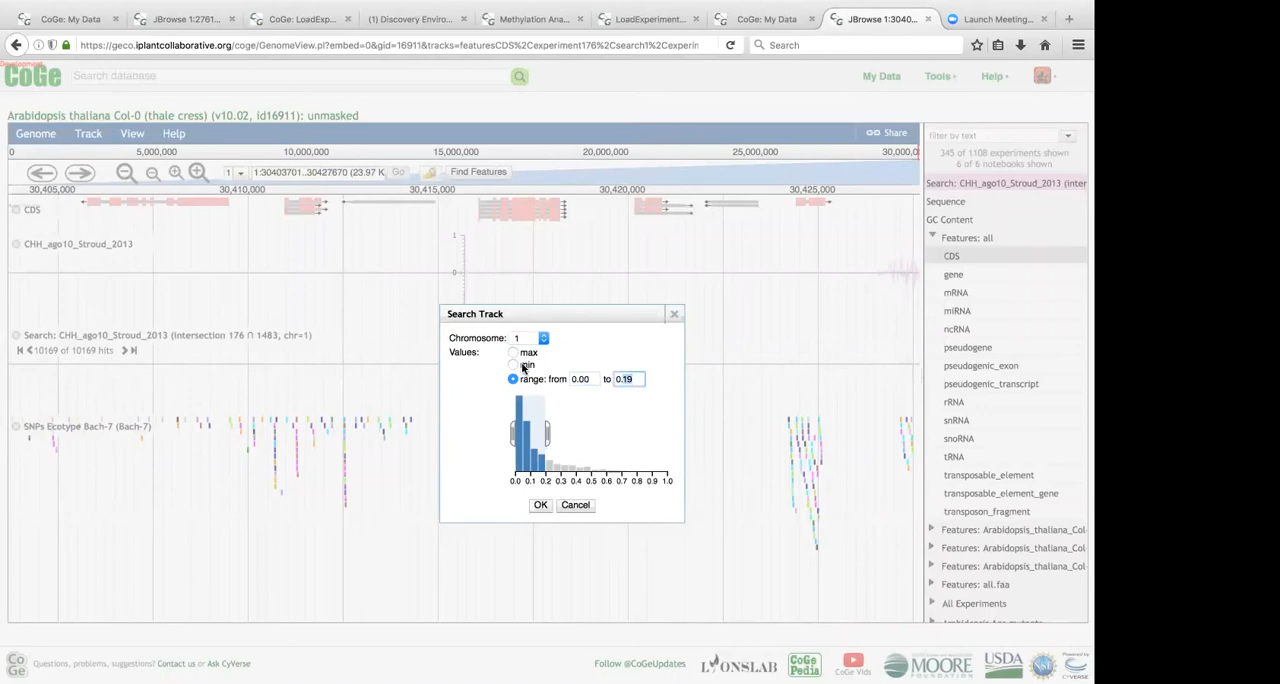 CoGe: My Data
JBrowse 1:2761...
CoGe: LoadExp...
(1) Discovery Enviro...
Methylation Ana...
LoadExperiment...
CoGe: My Data
JBrowse 1:3040...
Launch Meeting...
https://geco.iplantcollaborative.org/coge/GenomeView.pl?embed=0&gid=16911&tracks=featuresCDS%2Cexperiment176%2Csearch1%2Cexperin
Search
CoGe
Search database
My Data
Tools
Help
Arabidopsis thaliana Col-0 (thale cress) (v10.02, id16911): unmasked
Genome Track View Help
Share
0 5,000,000 10,000,000 15,000,000 20,000,000 25,000,000 30,000,0
1
1:30403701..30427670 (23.97 K
Go
Find Features
30,405,000 30,410,000 30,415,000 30,420,000 30,425,000
CDS
CHH_ago10_Stroud_2013
1
0
Search: CHH_ago10_Stroud_2013 (Intersection 176 ∩ 1483, chr=1)
10169 of 10169 hits
SNPs Ecotype Bach-7 (Bach-7)
Search Track
Chromosome: 1
Values: max
min
range: from 0.00 to 0.19
0.0 0.1 0.2 0.3 0.4 0.5 0.6 0.7 0.8 0.9 1.0
OK Cancel
filter by text
345 of 1108 experiments shown
6 of 6 notebooks shown
Search: CHH_ago10_Stroud_2013 (inter
Sequence
GC Content
Features: all
CDS
gene
mRNA
miRNA
ncRNA
pseudogene
pseudogenic_exon
pseudogenic_transcript
rRNA
snRNA
snoRNA
tRNA
transposable_element
transposable_element_gene
transposon_fragment
Features: Arabidopsis_thaliana_Col-
Features: Arabidopsis_thaliana_Col-
Features: Arabidopsis_thaliana_Col-
Features: all.faa
All Experiments
CoGe
Questions, problems, suggestions? Contact us or Ask CyVerse
Follow @CoGeUpdates
LYONSLAB
CoGe Pedia
CoGe Vids
MOORE FOUNDATION
USDA
NSF
Powered by CYVERSE